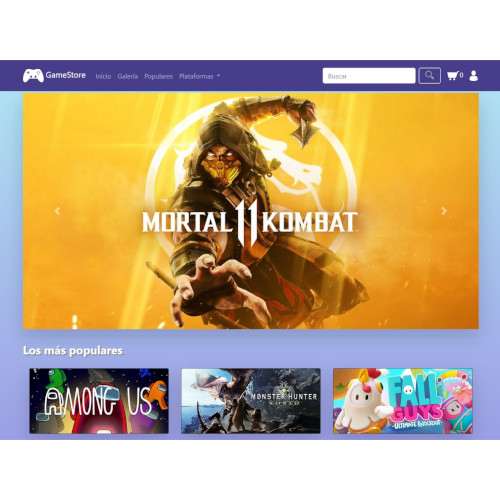 GameStore Inicio Galería Populares Plataformas Buscar 0
MORTAL 11 KOMBAT
Los más populares
AMONG US
MONSTER HUNTER
WORLD
FALL
GUYS
ULTIMATE KNOCKOUT